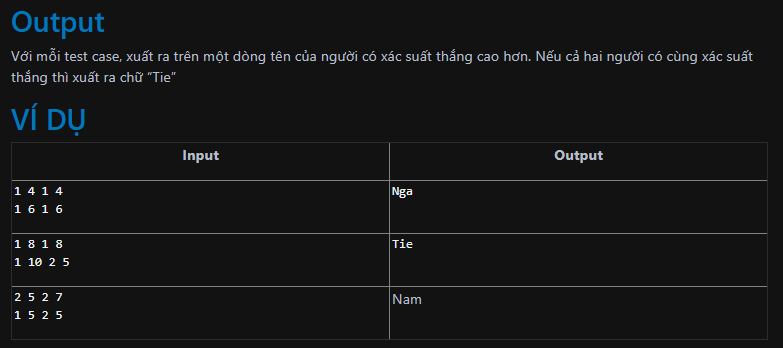 Output
Với mỗi test case, xuất ra trên một dòng tên của người có xác suất thắng cao hơn. Nếu cả hai người có cùng xác suất
thắng thì xuất ra chữ “Tie”
VÍ DỤ
Input Output
1 4 1 4 Nga
1 6 1 6
1 8 1 8 Tie
1 10 2 5
2 5 2 7 Nam
1 5 2 5